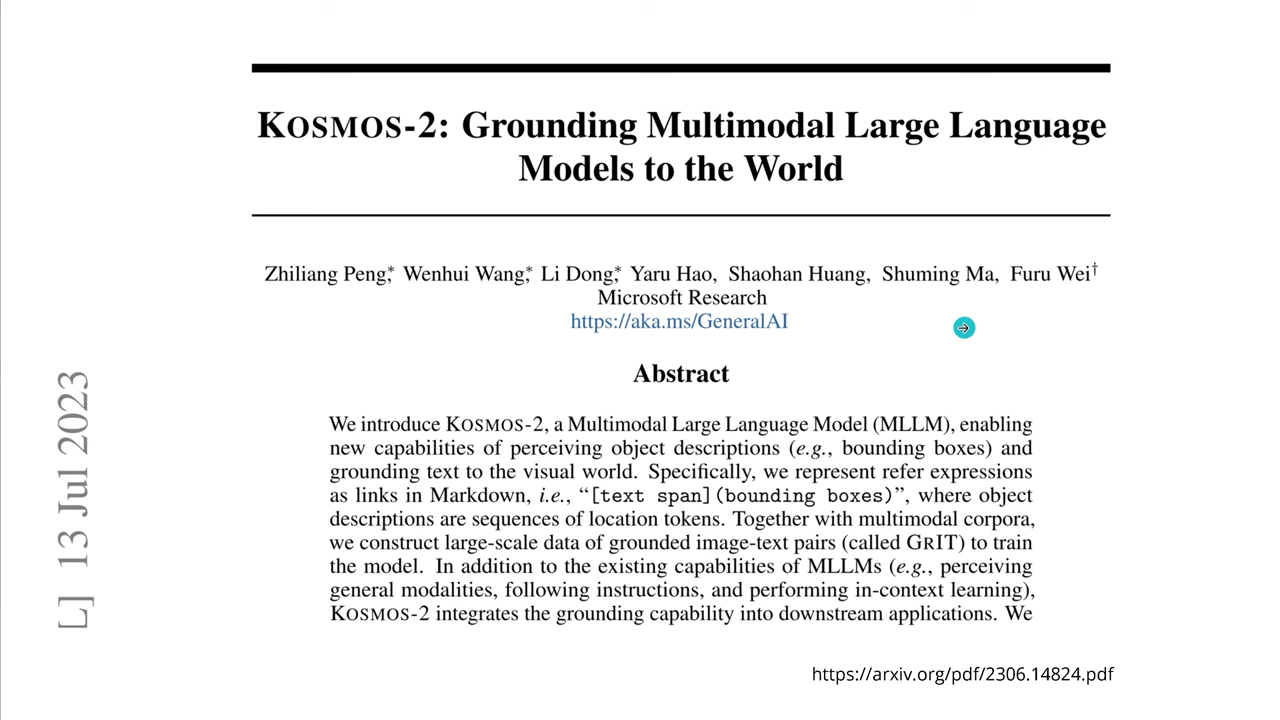 KOSMOS-2: Grounding Multimodal Large Language
Models to the World
Zhiliang Peng,* Wenhui Wang,* Li Dong,* Yaru Hao, Shaohan Huang, Shuming Ma, Furu Wei†
Microsoft Research
https://aka.ms/GeneralAI
Abstract
We introduce KOSMOS-2, a Multimodal Large Language Model (MLLM), enabling
new capabilities of perceiving object descriptions (e.g., bounding boxes) and
grounding text to the visual world. Specifically, we represent refer expressions
as links in Markdown, i.e., “[text span](bounding boxes)”, where object
descriptions are sequences of location tokens. Together with multimodal corpora,
we construct large-scale data of grounded image-text pairs (called GRIT) to train
the model. In addition to the existing capabilities of MLLMs (e.g., perceiving
general modalities, following instructions, and performing in-context learning),
KOSMOS-2 integrates the grounding capability into downstream applications. We
L] 13 Jul 2023
https://arxiv.org/pdf/2306.14824.pdf